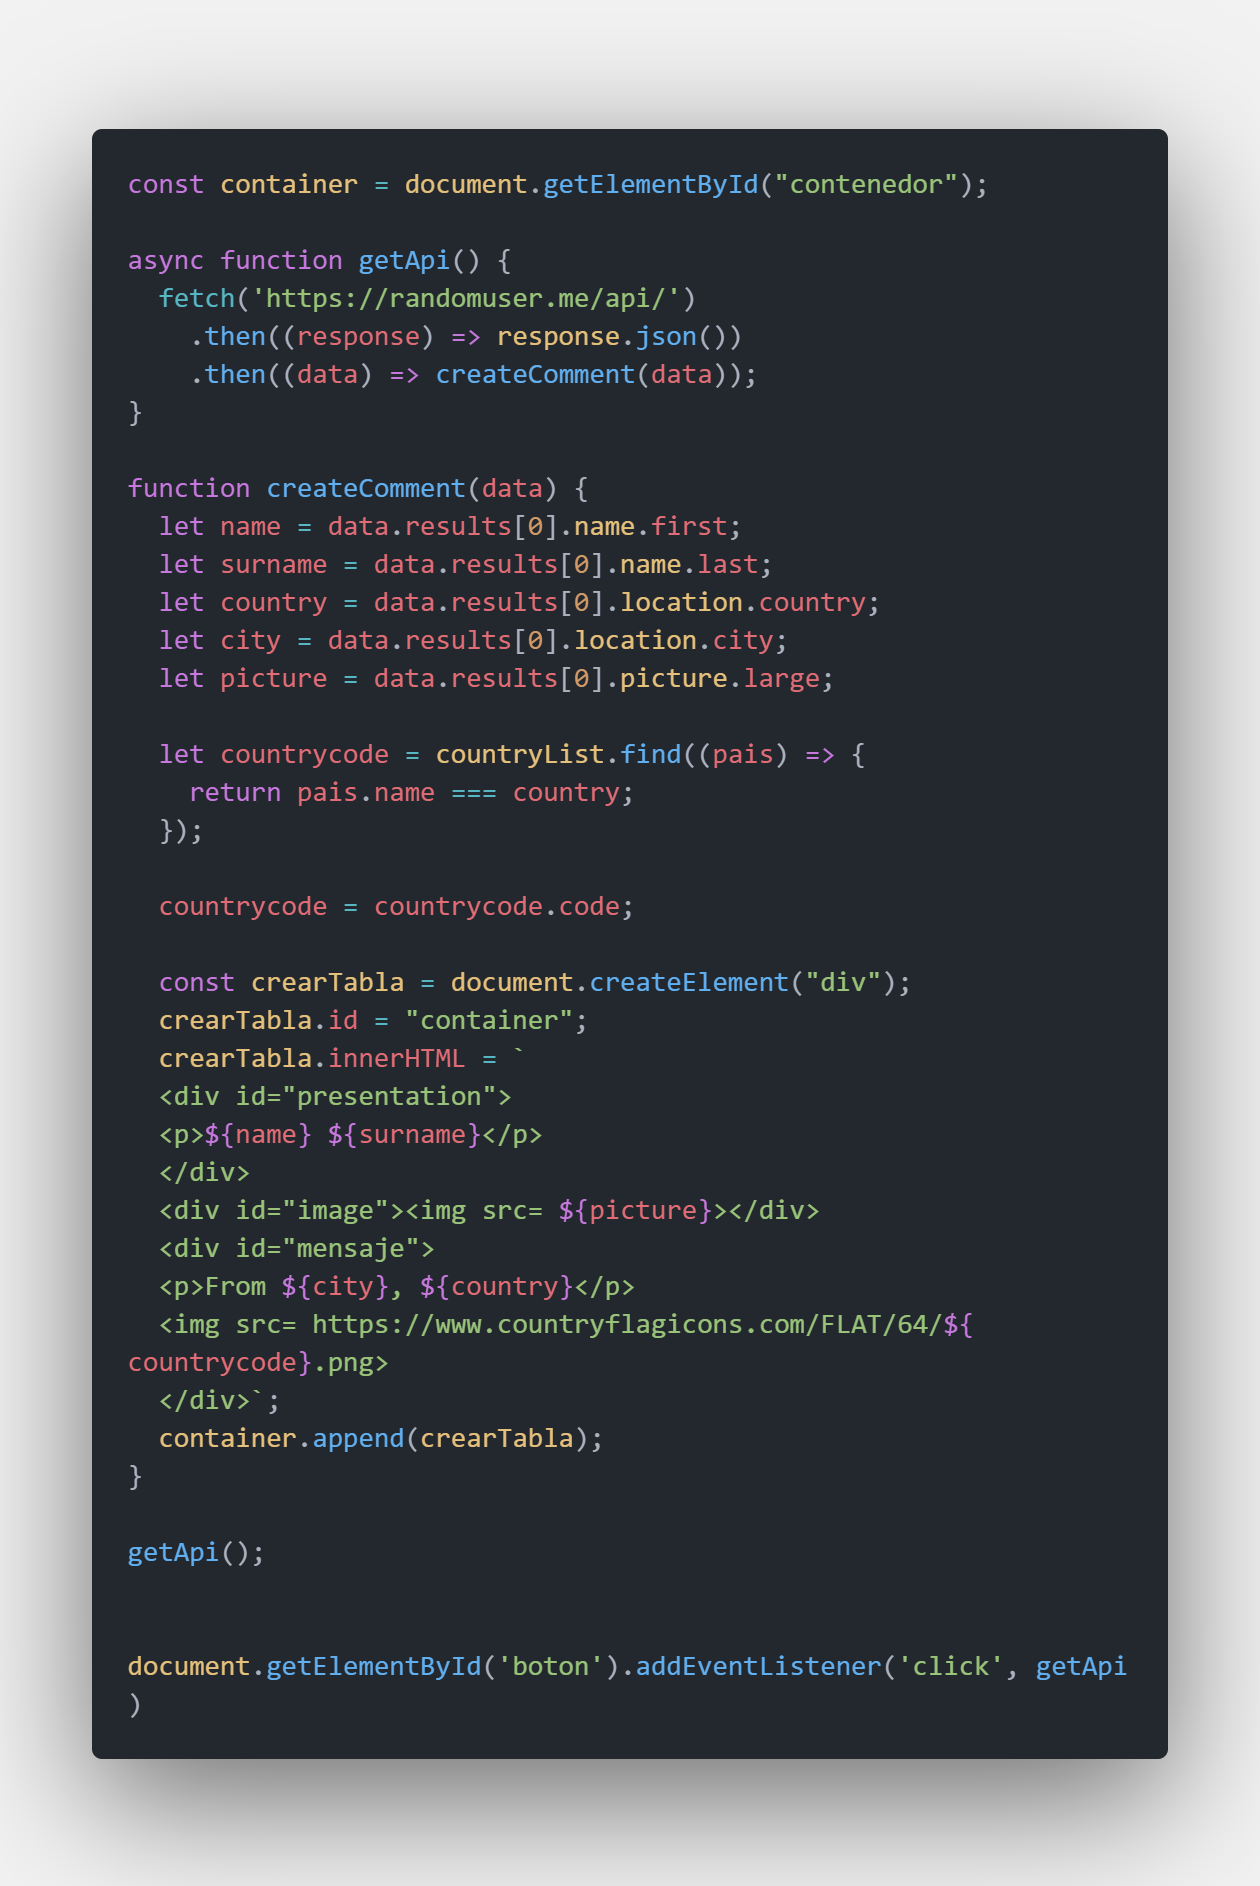 const container = document.getElementById("contenedor");

async function getApi() {
  fetch('https://randomuser.me/api/')
    .then((response) => response.json())
    .then((data) => createComment(data));
}

function createComment(data) {
  let name = data.results[0].name.first;
  let surname = data.results[0].name.last;
  let country = data.results[0].location.country;
  let city = data.results[0].location.city;
  let picture = data.results[0].picture.large;

  let countrycode = countryList.find((pais) => {
    return pais.name === country;
  });

  countrycode = countrycode.code;

  const crearTabla = document.createElement("div");
  crearTabla.id = "container";
  crearTabla.innerHTML = `
  <div id="presentation">
  <p>${name} ${surname}</p>
  </div>
  <div id="image"><img src= ${picture}></div>
  <div id="mensaje">
  <p>From ${city}, ${country}</p>
  <img src= https://www.countryflagicons.com/FLAT/64/${
countrycode}.png>
  </div>`;
  container.append(crearTabla);
}

getApi();


document.getElementById('boton').addEventListener('click', getApi
)